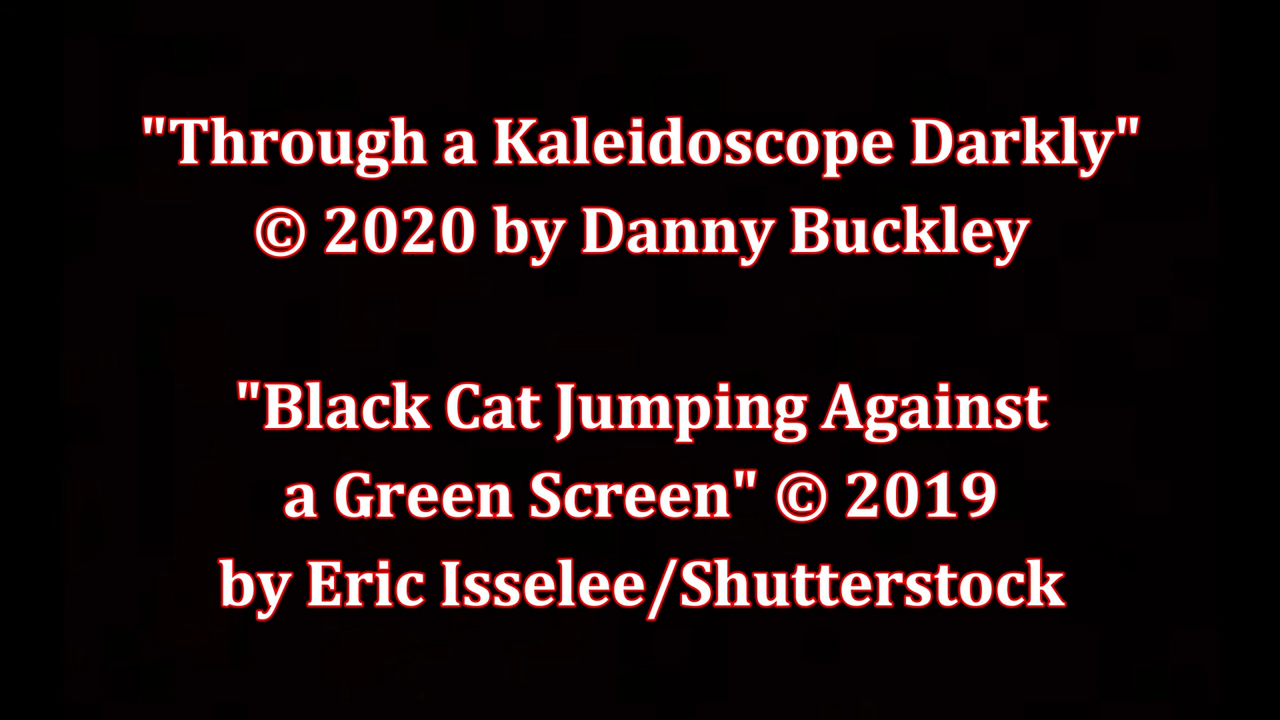 "Through a Kaleidoscope Darkly"
© 2020 by Danny Buckley
"Black Cat Jumping Against
a Green Screen" © 2019
by Eric Isselee/Shutterstock